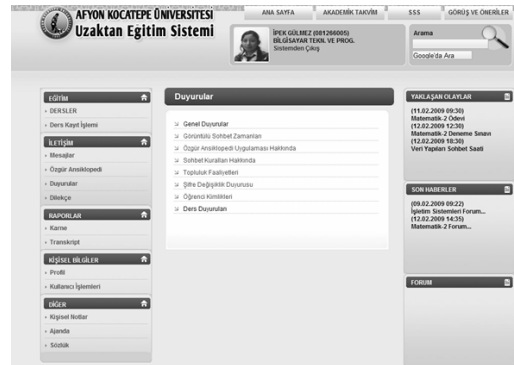 AFYON KOCATEPE ÜNİVERSİTESİ
Uzaktan Eğitim Sistemi
ANA SAYFA
AKADEMİK TAKVİM
SSS
GÖRÜŞ VE ÖNERİLER
İPEK GÜLMEZ (081266005)
BİLGİSAYAR TEKN. VE PROG.
Sistemden Çıkış
Arama
Google'da Ara
EĞİTİM
DERSLER
Ders Kayıt İşlemi
İLETİŞİM
Mesajlar
Özgür Ansiklopedi
Duyurular
Dilekçe
RAPORLAR
Karne
Transkript
KİŞİSEL BİLGİLER
Profil
Kullanıcı İşlemleri
DİĞER
Kişisel Notlar
Ajanda
Sözlük
Duyurular
Genel Duyurular
Görüntülü Sohbet Zamanları
Özgür Ansiklopedi Uygulaması Hakkında
Sohbet Kuralları Hakkında
Topluluk Faaliyetleri
Şifre Değişiklik Duyurusu
Öğrenci Kimlikleri
Ders Duyuruları
YAKLAŞAN OLAYLAR
(11.02.2009 09:30)
Matematik-2 Ödevi
(12.02.2009 12:30)
Matematik-2 Deneme Sınavı
(12.02.2009 18:30)
Veri Yapıları Sohbet Saati
SON HABERLER
(09.02.2009 09:22)
İşletim Sistemleri Forum...
(12.02.2009 14:35)
Matematik-2 Forum...
FORUM